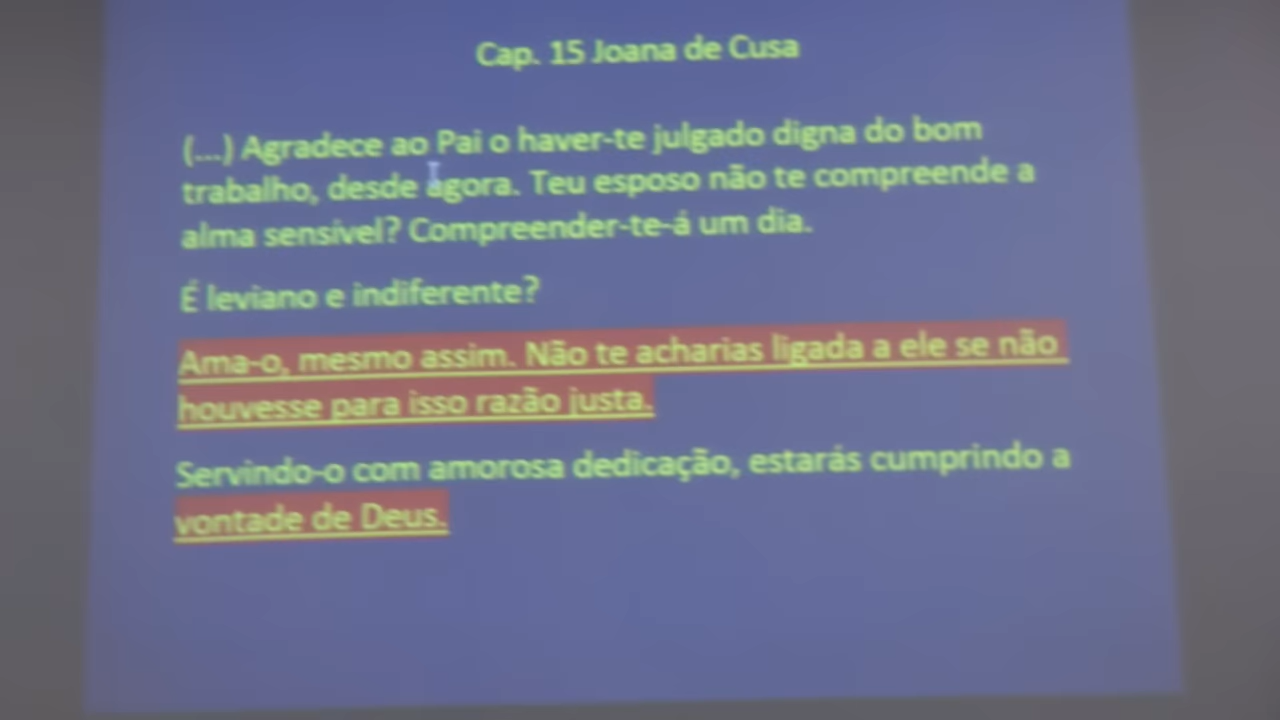 Cap. 15 Joana de Cusa
(...) Agradece ao Pai o haver-te julgado digna do bom
trabalho, desde agora. Teu esposo não te compreende a
alma sensível? Compreender-te-á um dia.
É leviano e indiferente?
Ama-o, mesmo assim. Não te acharias ligada a ele se não
houvesse para isso razão justa.
Servindo-o com amorosa dedicação, estarás cumprindo a
vontade de Deus.